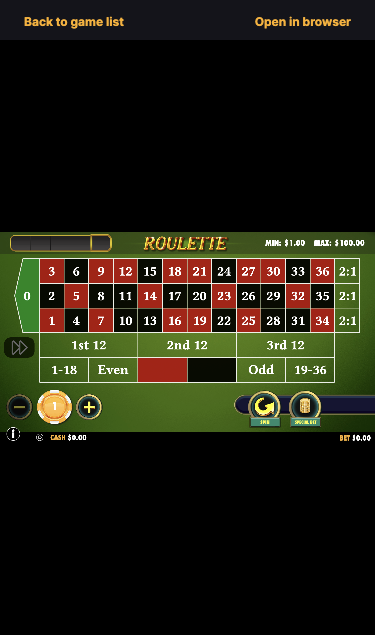 Back to game list Open in browser
ROULETTE MIN: $1.00 MAX: $100.00
3 6 9 12 15 18 21 24 27 30 33 36 2:1
0 2 5 8 11 14 17 20 23 26 29 32 35 2:1
1 4 7 10 13 16 19 22 25 28 31 34 2:1
1st 12 2nd 12 3rd 12
1-18 Even Odd 19-36
1
SPIN SPECIAL BET
CASH $0.00 BET $0.00